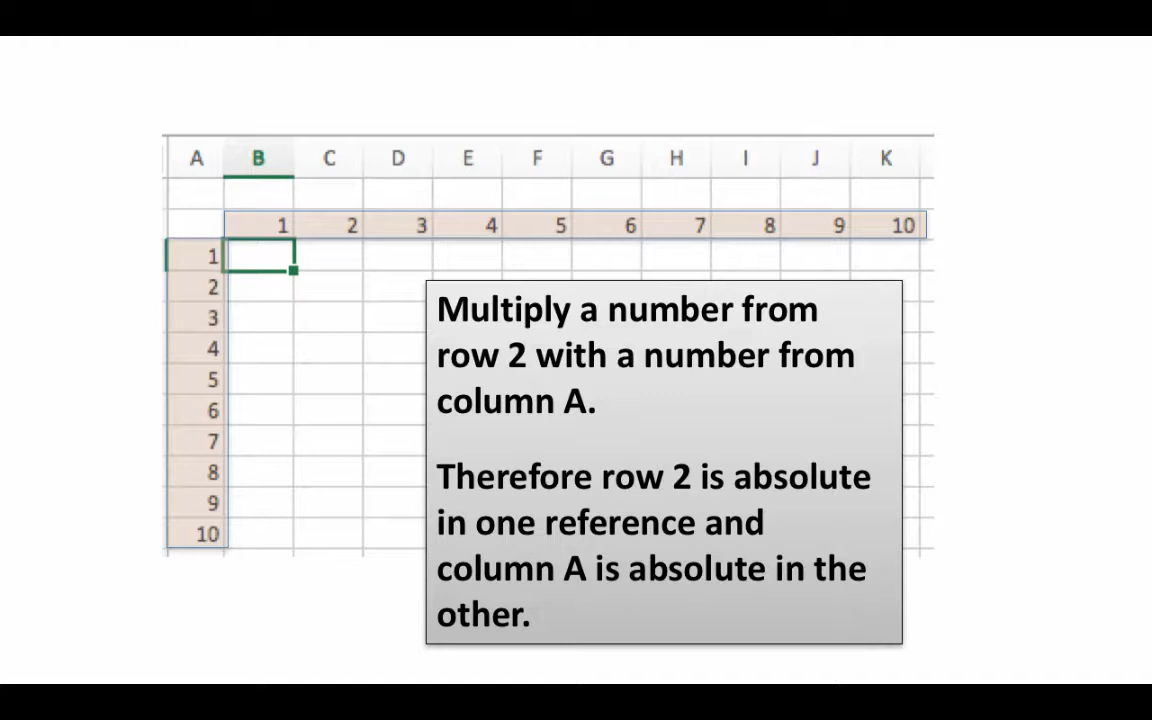 A B C D E F G H I J K
1 2 3 4 5 6 7 8 9 10
1
2
3
4
5
6
7
8
9
10
Multiply a number from
row 2 with a number from
column A.
Therefore row 2 is absolute
in one reference and
column A is absolute in the
other.